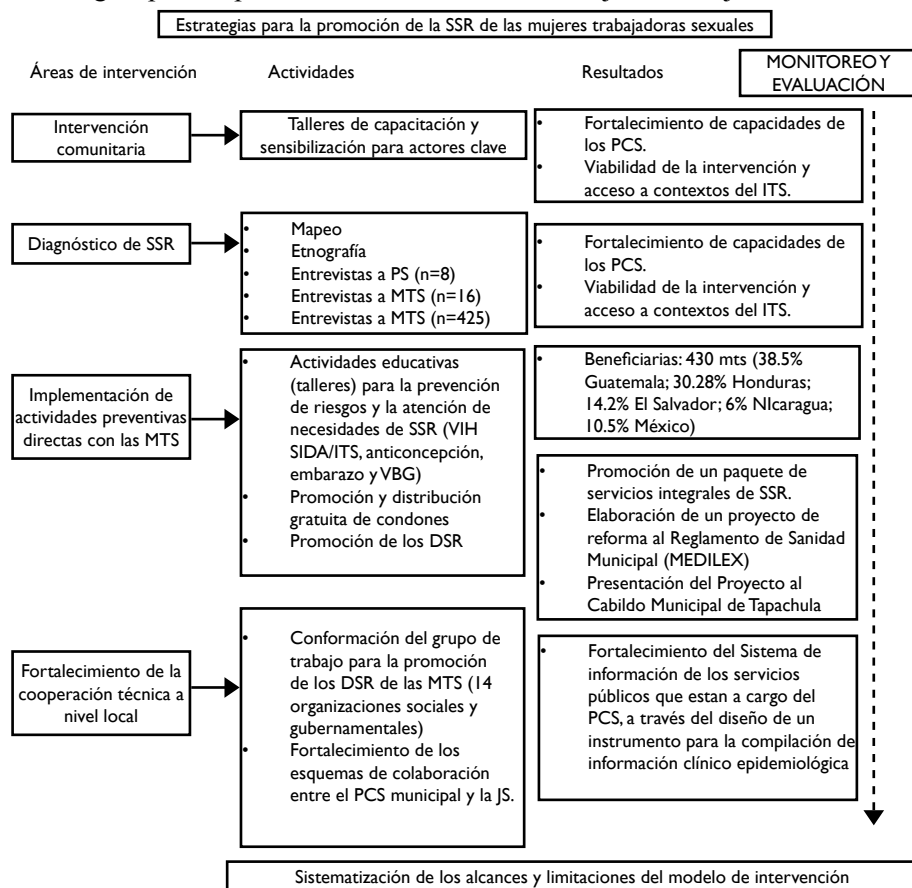 Estrategias para la promoción de la SSR de las mujeres trabajadoras sexuales
Áreas de intervención
Actividades
Resultados
MONITOREO Y
EVALUACIÓN
Intervención
comunitaria
Talleres de capacitación y
sensibilización para actores clave
• Fortalecimiento de capacidades de
los PCS.
• Viabilidad de la intervención y
acceso a contextos del ITS.
Diagnóstico de SSR
• Mapeo
• Etnografía
• Entrevistas a PS (n=8)
• Entrevistas a MTS (n=16)
• Entrevistas a MTS (n=425)
• Fortalecimiento de capacidades de
los PCS.
• Viabilidad de la intervención y
acceso a contextos del ITS.
Implementación de
actividades preventivas
directas con las MTS
• Actividades educativas
(talleres) para la prevención
de riesgos y la atención de
necesidades de SSR (VIH
SIDA/ITS, anticoncepción,
embarazo y VBG)
• Promoción y distribución
gratuita de condones
• Promoción de los DSR
• Beneficiarias: 430 mts (38.5%
Guatemala; 30.28% Honduras;
14.2% El Salvador; 6% NIcaragua;
10.5% México)
• Promoción de un paquete de
servicios integrales de SSR.
• Elaboración de un proyecto de
reforma al Reglamento de Sanidad
Municipal (MEDILEX)
• Presentación del Proyecto al
Cabildo Municipal de Tapachula
Fortalecimiento de la
cooperación técnica a
nivel local
• Conformación del grupo de
trabajo para la promoción
de los DSR de las MTS (14
organizaciones sociales y
gubernamentales)
• Fortalecimiento de los
esquemas de colaboración
entre el PCS municipal y la JS.
• Fortalecimiento del Sistema de
información de los servicios
públicos que estan a cargo del
PCS, a través del diseño de un
instrumento para la compilación de
información clínico epidemiológica
Sistematización de los alcances y limitaciones del modelo de intervención